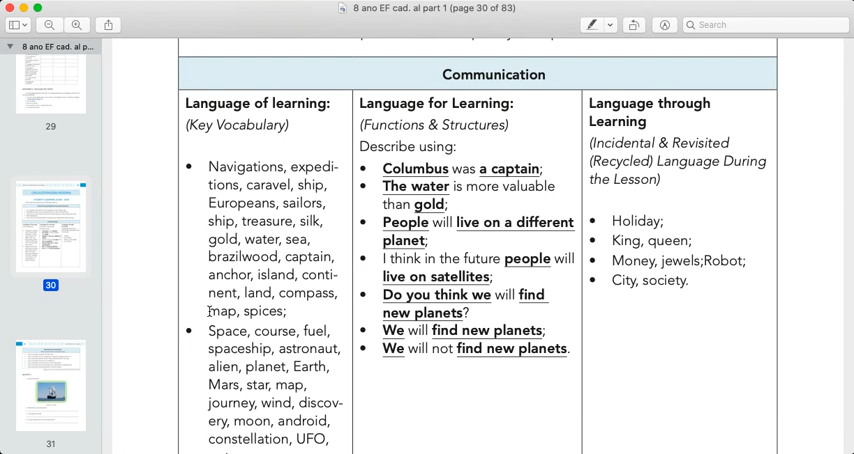 8 ano EF cad. al part 1 (page 30 of 83)
Search
8 ano EF cad. al p...
29
30
31
Communication
Language of learning:
(Key Vocabulary)
• Navigations, expedi-
tions, caravel, ship,
Europeans, sailors,
ship, treasure, silk,
gold, water, sea,
brazilwood, captain,
anchor, island, conti-
nent, land, compass,
map, spices;
• Space, course, fuel,
spaceship, astronaut,
alien, planet, Earth,
Mars, star, map,
journey, wind, discov-
ery, moon, android,
constellation, UFO,
Language for Learning:
(Functions & Structures)
Describe using:
• Columbus was a captain;
• The water is more valuable
than gold;
• People will live on a different
planet;
• I think in the future people will
live on satellites;
• Do you think we will find
new planets?
• We will find new planets;
• We will not find new planets.
Language through
Learning
(Incidental & Revisited
(Recycled) Language During
the Lesson)
• Holiday;
• King, queen;
• Money, jewels;Robot;
• City, society.